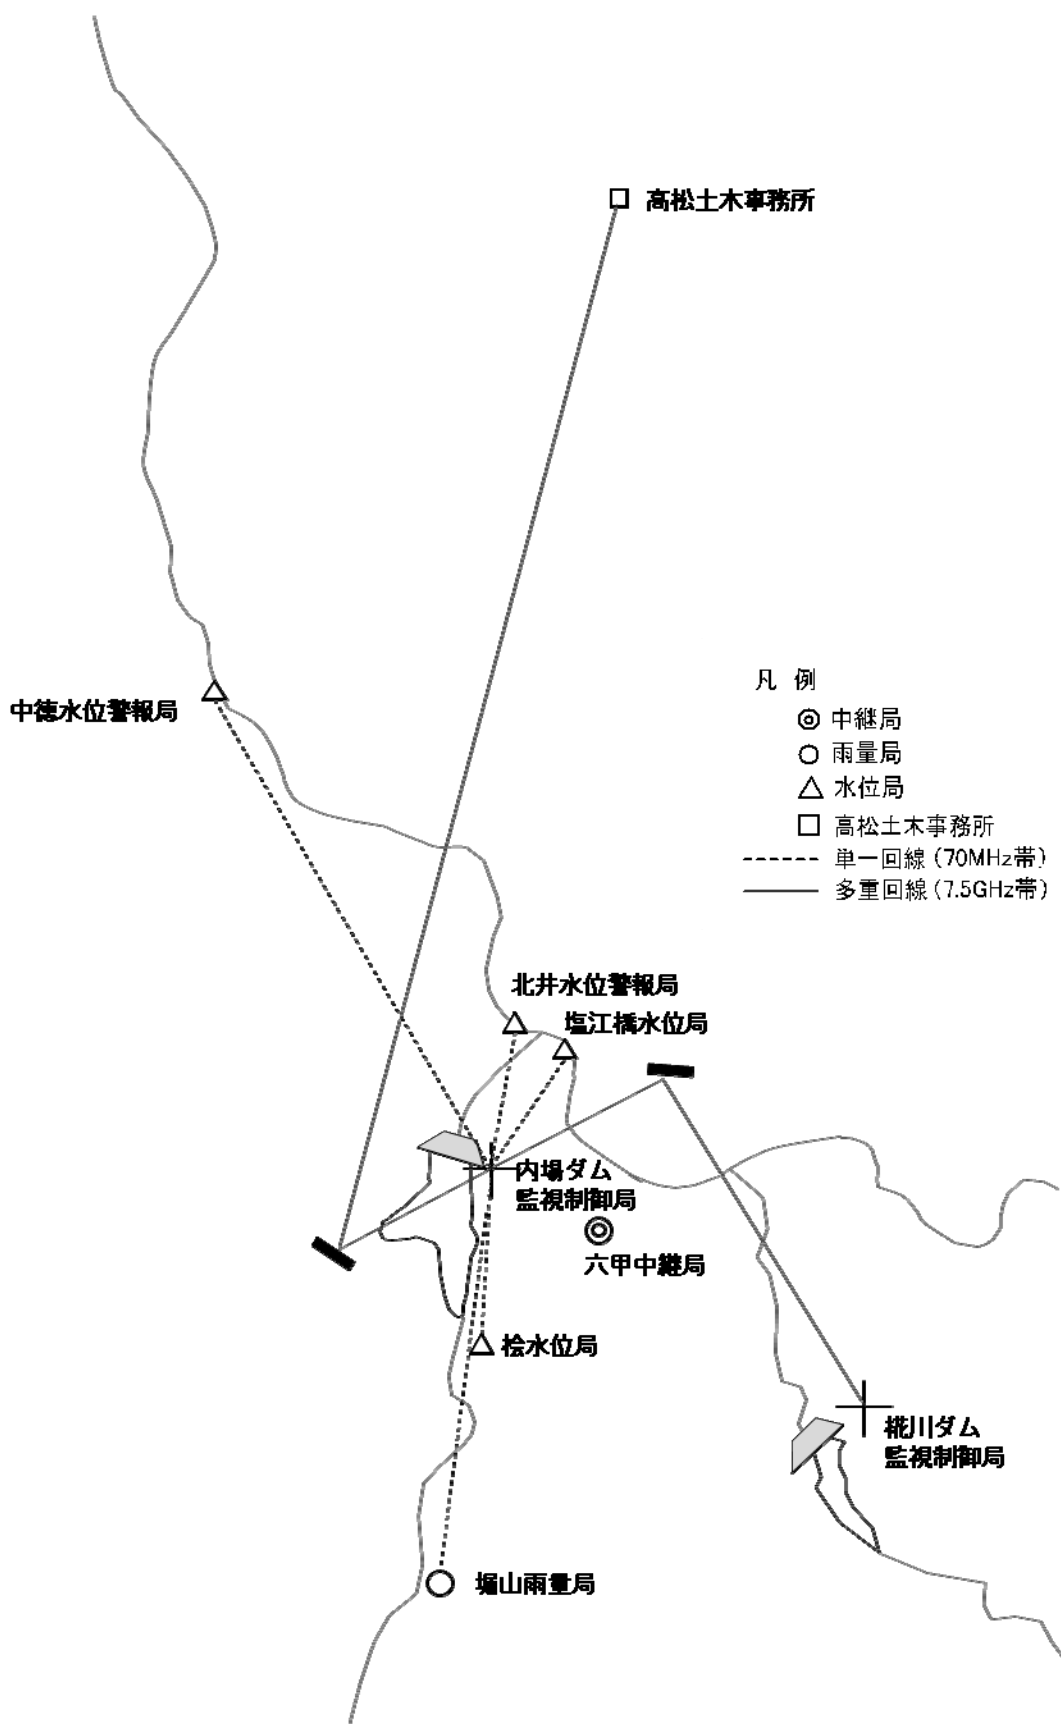 高松土木事務所
中徳水位警報局
凡 例
中継局
雨量局
水位局
高松土木事務所
単一回線(70MHz帯)
多重回線(7.5GHz帯)
北井水位警報局
塩江橋水位局
内場ダム
監視制御局
六甲中継局
桧水位局
椛川ダム
監視制御局
堀山雨量局